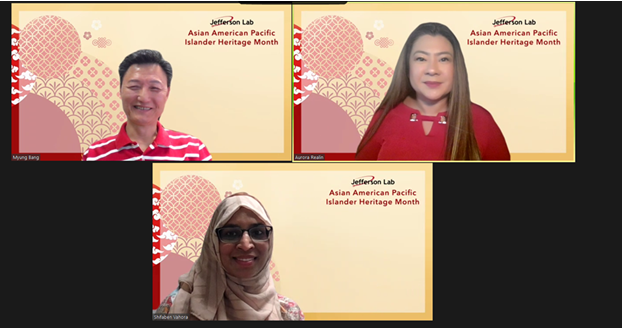 Jefferson Lab
Asian American Pacific
Islander Heritage Month
Myung Bang
Jefferson Lab
Asian American Pacific
Islander Heritage Month
Aurora Realin
Jefferson Lab
Asian American Pacific
Islander Heritage Month
Shifaben Vahora